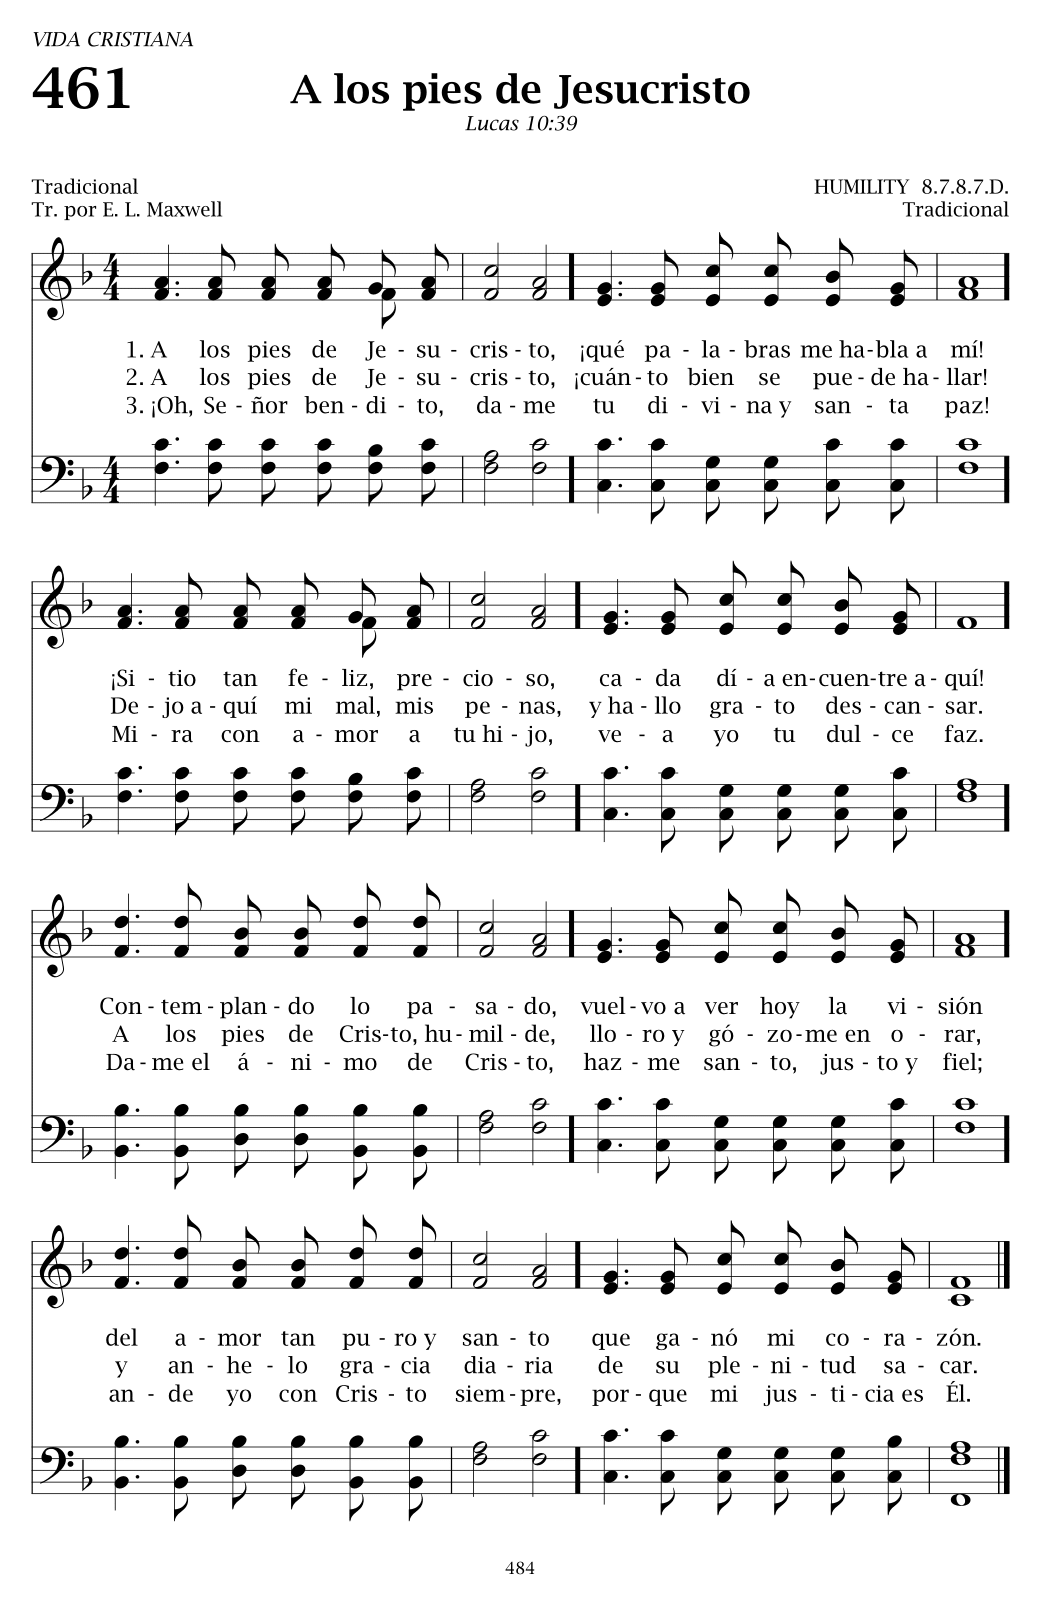 VIDA CRISTIANA
461
A los pies de Jesucristo
Lucas 10:39
Tradicional
HUMILITY 8.7.8.7.D.
Tr. por E. L. Maxwell
Tradicional
1. A los pies de Je - su - cris - to, ¡qué pa - la - bras me ha - bla a mí!
2. A los pies de Je - su - cris - to, ¡cuán - to bien se pue - de ha - llar!
3. ¡Oh, Se - ñor ben - di - to, da - me tu di - vi - na y san - ta paz!
¡Si - tio tan fe - liz, pre - cio - so, ca - da dí - a en - cuen - tre a - quí!
De - jo a - quí mi mal, mis pe - nas, y ha - llo gra - to des - can - sar.
Mi - ra con a - mor a tu hi - jo, ve - a yo tu dul - ce faz.
Con - tem - plan - do lo pa - sa - do, vuel - vo a ver hoy la vi - sión
A los pies de Cris - to, hu - mil - de, llo - ro y gó - zo - me en o - rar,
Da - me el á - ni - mo de Cris - to, haz - me san - to, jus - to y fiel;
del a - mor tan pu - ro y san - to que ga - nó mi co - ra - zón.
y an - he - lo gra - cia dia - ria de su ple - ni - tud sa - car.
an - de yo con Cris - to siem - pre, por - que mi jus - ti - cia es Él.
484